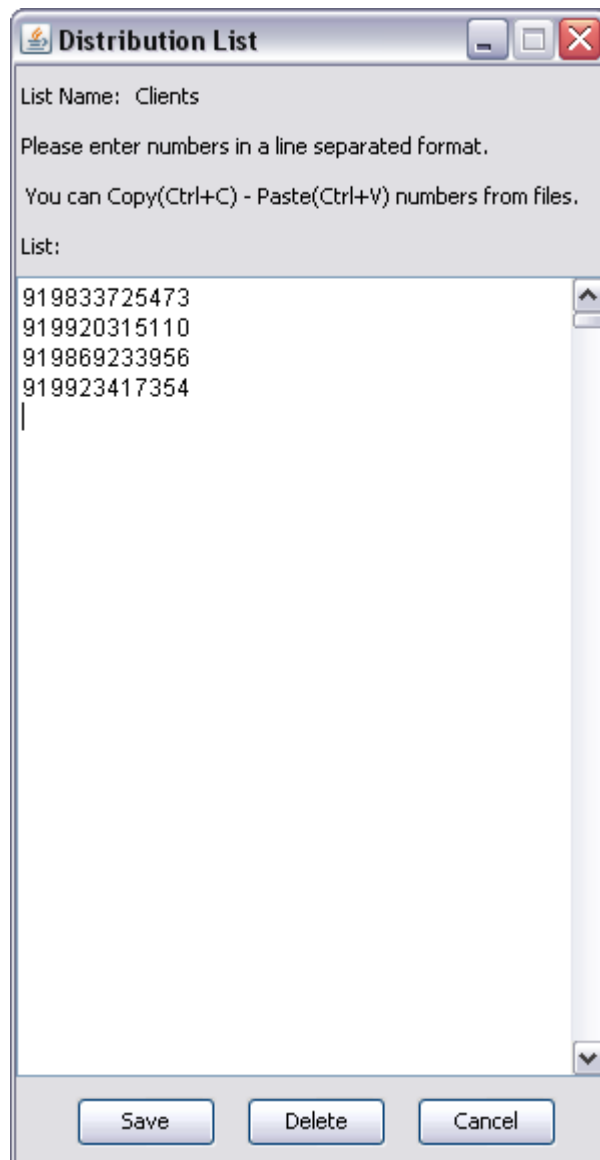 Distribution List
List Name: Clients
Please enter numbers in a line separated format.
You can Copy(Ctrl+C) - Paste(Ctrl+V) numbers from files.
List:
919833725473
919920315110
919869233956
919923417354
Save Delete Cancel